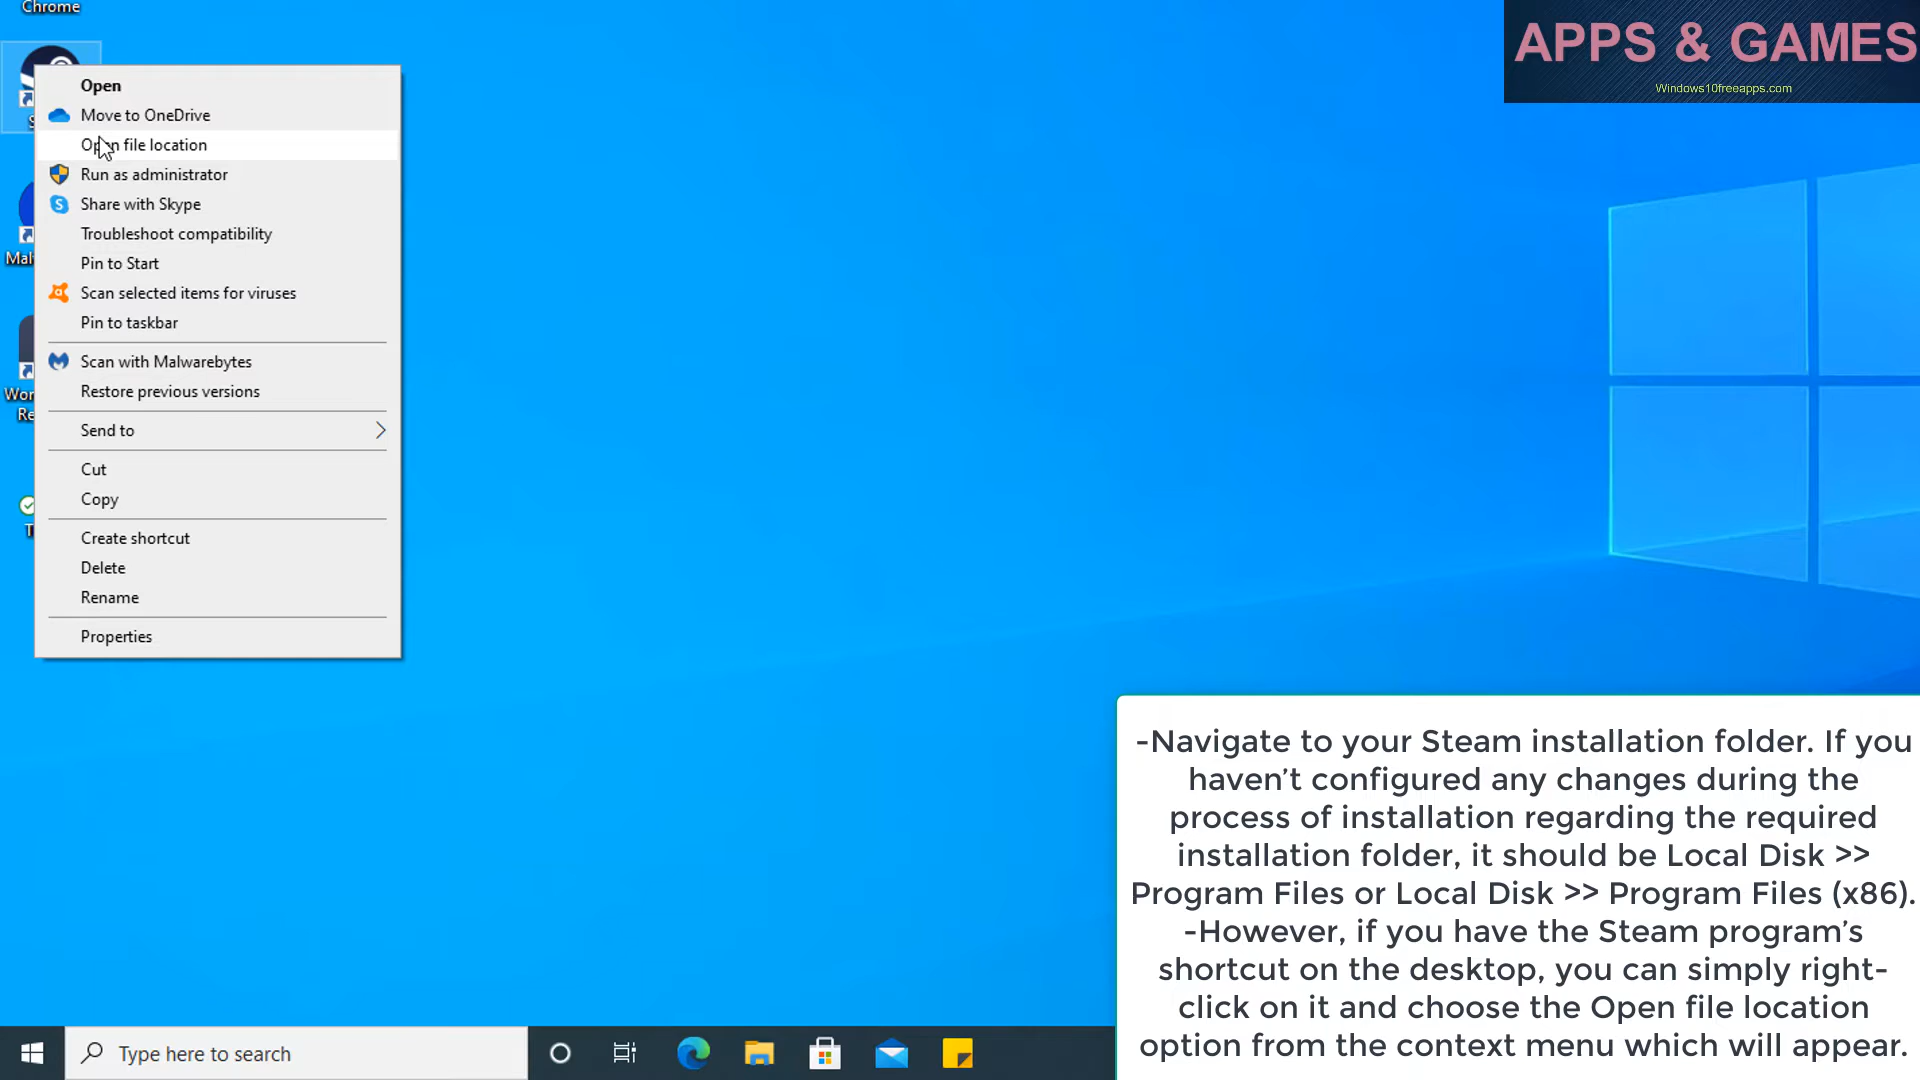 Chrome
APPS & GAMES
Windows10freeapps.com
Open
Move to OneDrive
Open file location
Run as administrator
Share with Skype
Troubleshoot compatibility
Pin to Start
Scan selected items for viruses
Pin to taskbar
Scan with Malwarebytes
Restore previous versions
Send to
Cut
Copy
Create shortcut
Delete
Rename
Properties
-Navigate to your Steam installation folder. If you
haven’t configured any changes during the
process of installation regarding the required
installation folder, it should be Local Disk >>
Program Files or Local Disk >> Program Files (x86).
-However, if you have the Steam program’s
shortcut on the desktop, you can simply right-
click on it and choose the Open file location
option from the context menu which will appear.
Type here to search